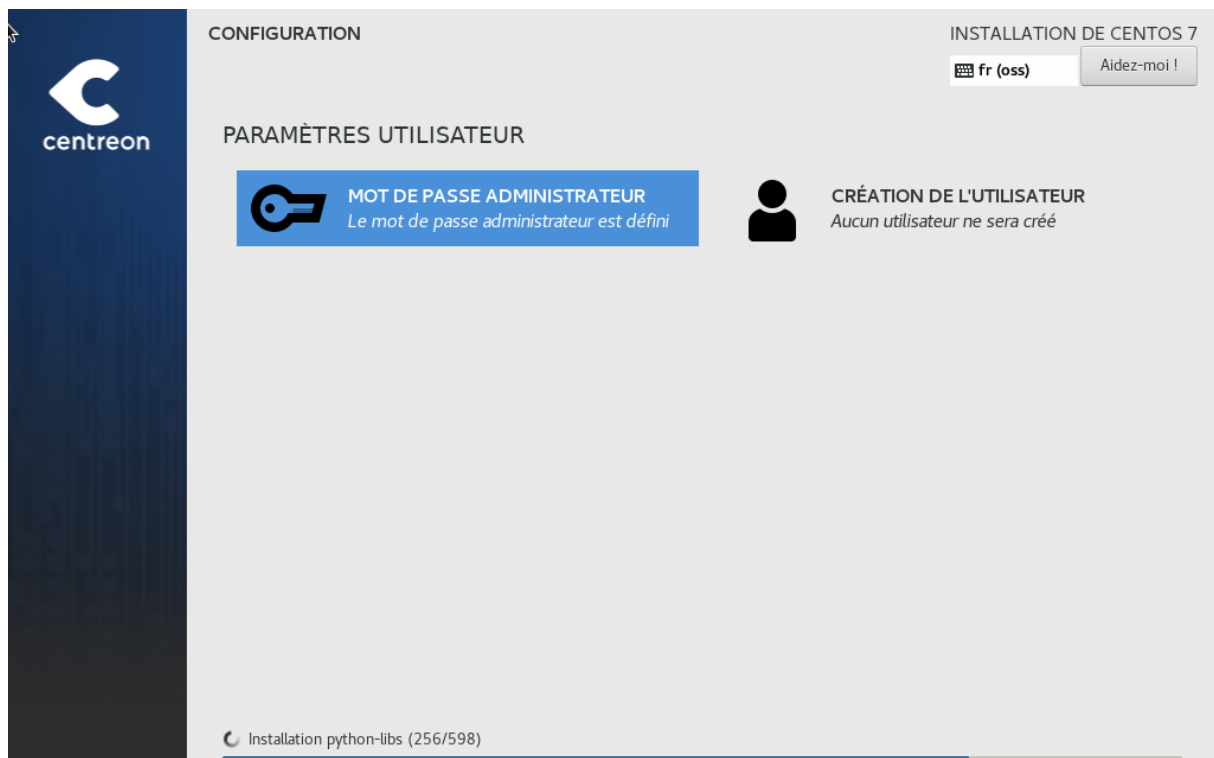 centreon
CONFIGURATION
INSTALLATION DE CENTOS 7
fr (oss)
Aidez-moi !
PARAMÈTRES UTILISATEUR
MOT DE PASSE ADMINISTRATEUR
Le mot de passe administrateur est défini
CRÉATION DE L'UTILISATEUR
Aucun utilisateur ne sera créé
Installation python-libs (256/598)